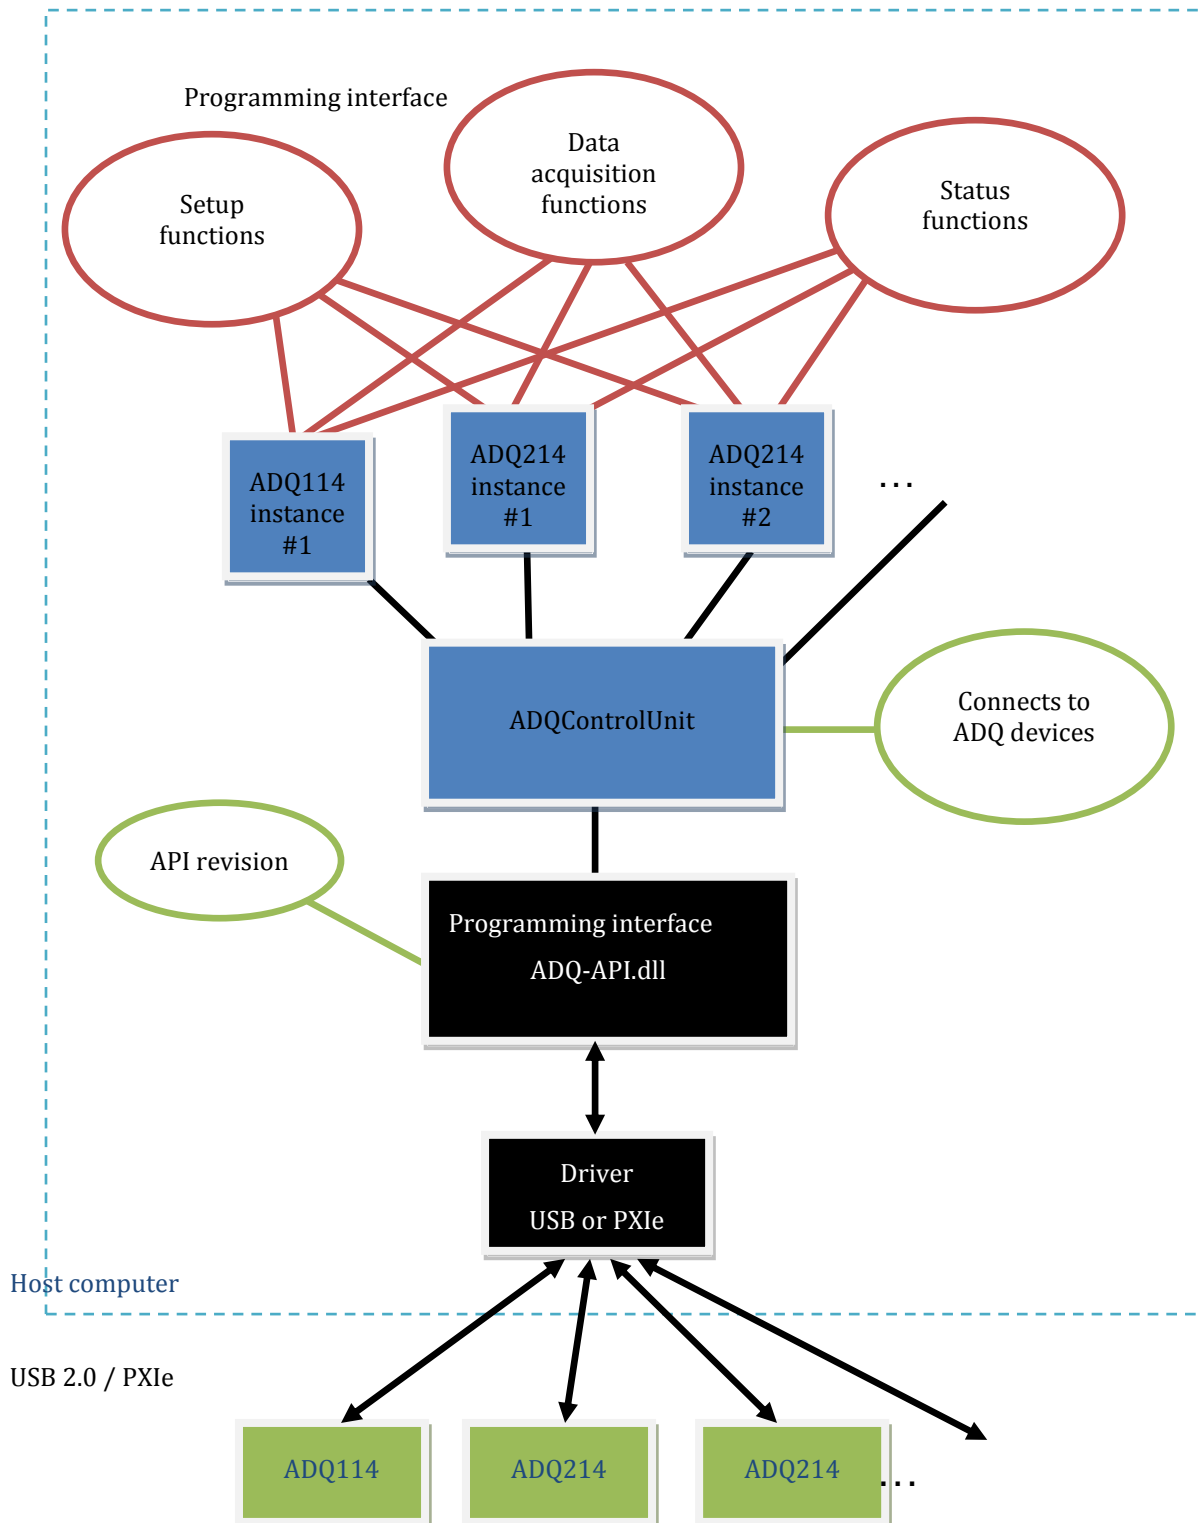 Programming interface
Setup
functions
Data
acquisition
functions
Status
functions
ADQ114
instance
#1
ADQ214
instance
#1
ADQ214
instance
#2
...
ADQControlUnit
Connects to
ADQ devices
API revision
Programming interface
ADQ-API.dll
Driver
USB or PXIe
Host computer
USB 2.0 / PXIe
ADQ114
ADQ214
ADQ214
...